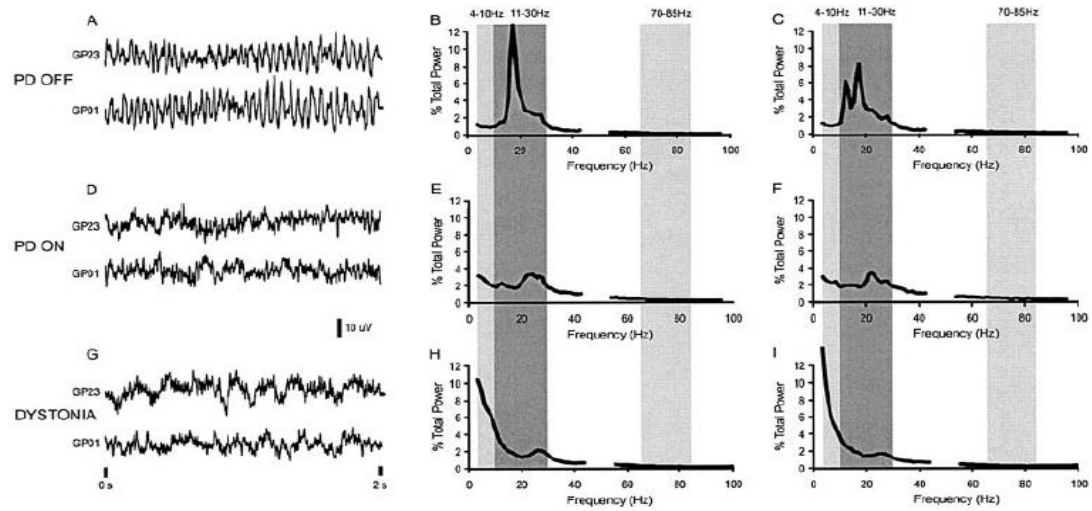 A
GP23
PD OFF
GP01
B
4-10Hz 11-30Hz 70-85Hz
% Total Power
12
10
8
6
4
2
0
0 20 40 60 80 100
Frequency (Hz)
C
4-10Hz 11-30Hz 70-85Hz
% Total Power
12
10
8
6
4
2
0
0 20 40 60 80 100
Frequency (Hz)
D
GP23
PD ON
GP01
10 uV
E
% Total Power
12
10
8
6
4
2
0
0 20 40 60 80 100
Frequency (Hz)
F
% Total Power
12
10
8
6
4
2
0
0 20 40 60 80 100
Frequency (Hz)
G
GP23
DYSTONIA
GP01
0 s 2 s
H
% Total Power
12
10
8
6
4
2
0
0 20 40 60 80 100
Frequency (Hz)
I
% Total Power
12
10
8
6
4
2
0
0 20 40 60 80 100
Frequency (Hz)